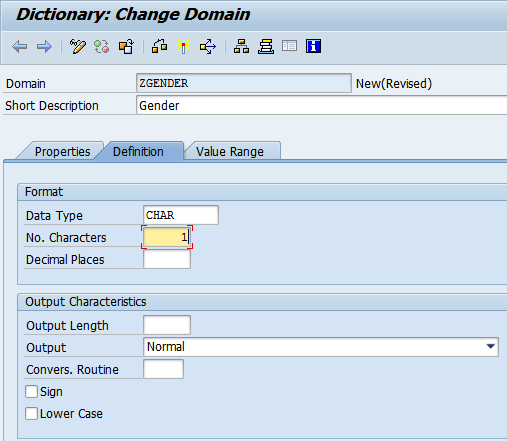 Dictionary: Change Domain
Domain ZGENDER New(Revised)
Short Description Gender
Properties Definition Value Range
Format
Data Type CHAR
No. Characters 1
Decimal Places
Output Characteristics
Output Length
Output Normal
Convers. Routine
Sign
Lower Case